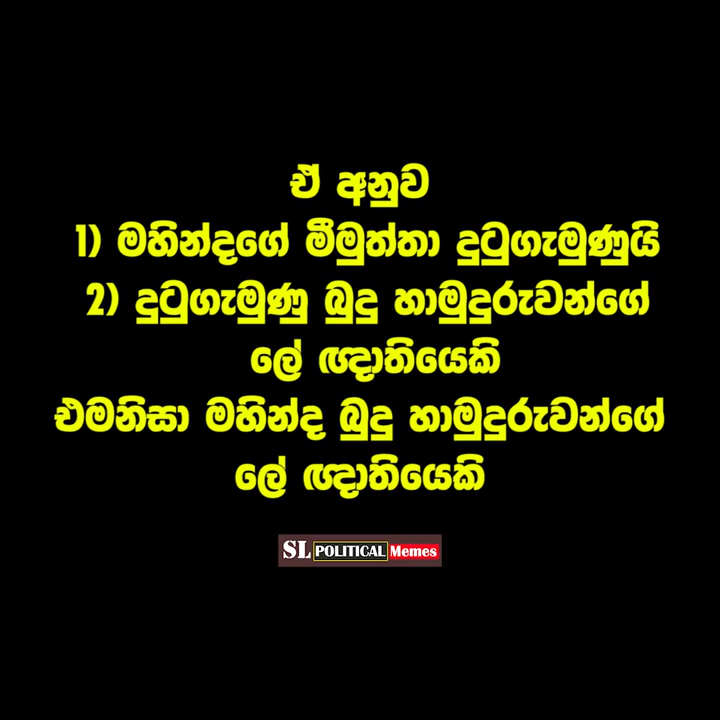 ඒ අනුව
1) මහින්දගේ මීමුත්තා දුටුගැමුණුයි
2) දුටුගැමුණු බුදු හාමුදුරුවන්ගේ
ලේ ඥාතියෙකි
එමනිසා මහින්ද බුදු හාමුදුරුවන්ගේ
ලේ ඥාතියෙකි
SL POLITICAL Memes